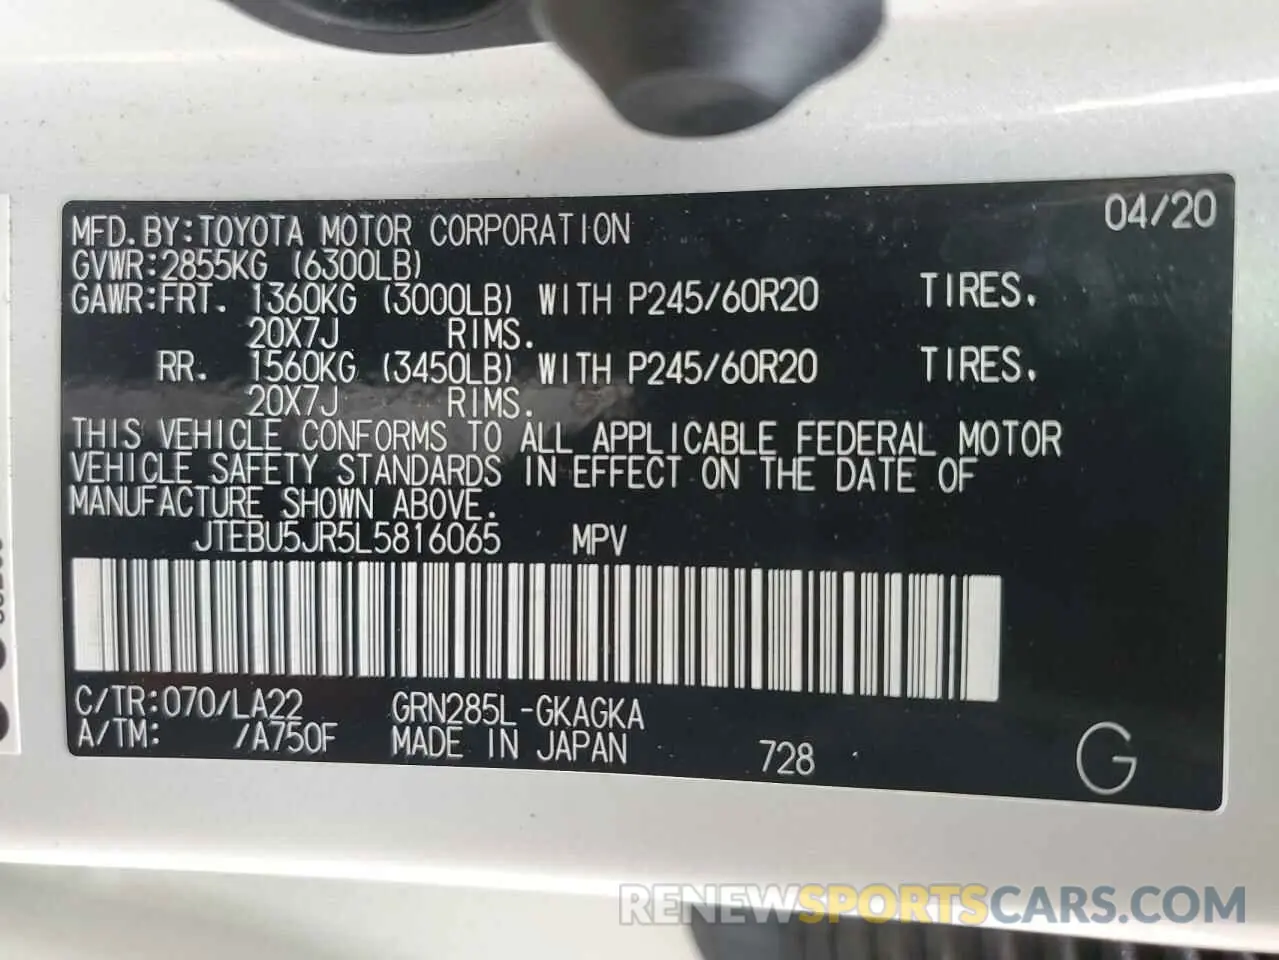 MFD. BY: TOYOTA MOTOR CORPORATION 04/20
GVWR: 2855KG (6300LB)
GAWR: FRT. 1360KG (3000LB) WITH P245/60R20 TIRES.
20X7J RIMS.
RR. 1560KG (3450LB) WITH P245/60R20 TIRES.
20X7J RIMS.
THIS VEHICLE CONFORMS TO ALL APPLICABLE FEDERAL MOTOR
VEHICLE SAFETY STANDARDS IN EFFECT ON THE DATE OF
MANUFACTURE SHOWN ABOVE.
JTEBU5JR5L5816065 MPV
C/TR: 070/LA22 GRN285L-GKAGKA
A/TM: /A750F MADE IN JAPAN 728 G
RENEWSPORTSCARS.COM